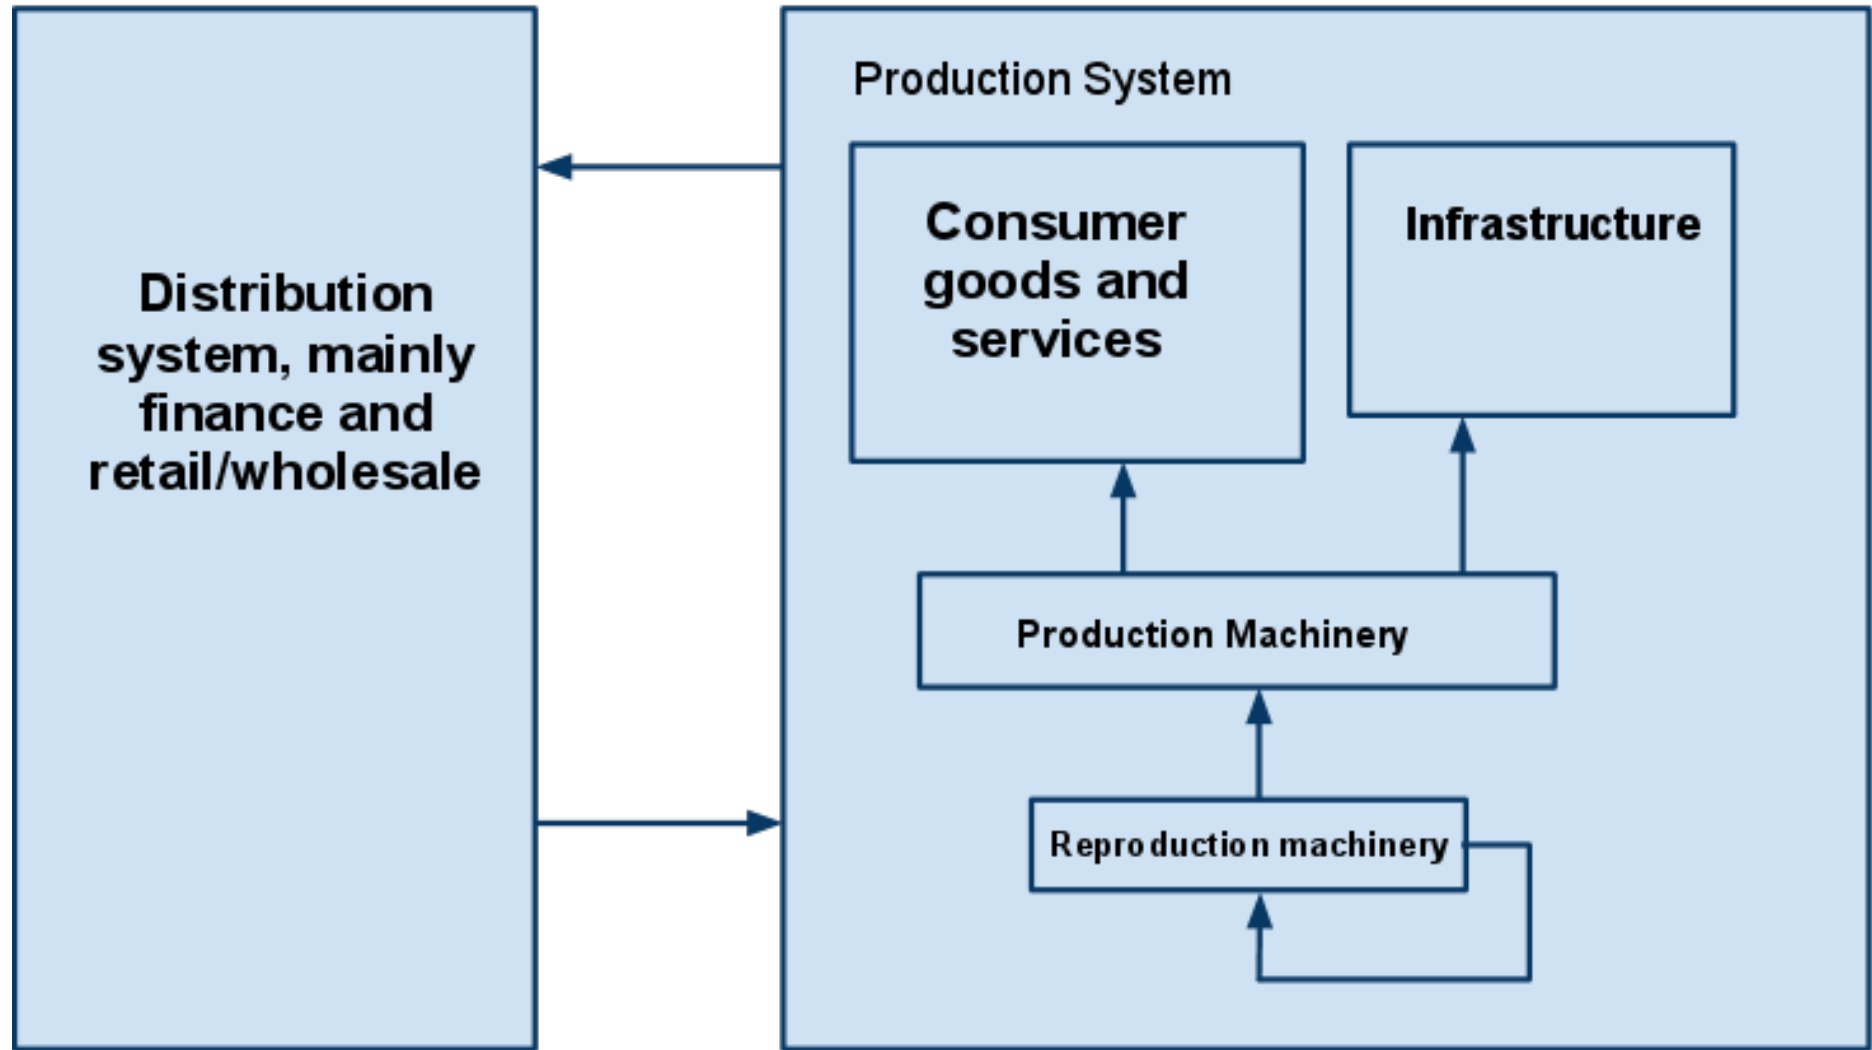 Distribution
system, mainly
finance and
retail/wholesale
Production System
Consumer
goods and
services
Infrastructure
Production Machinery
Reproduction machinery